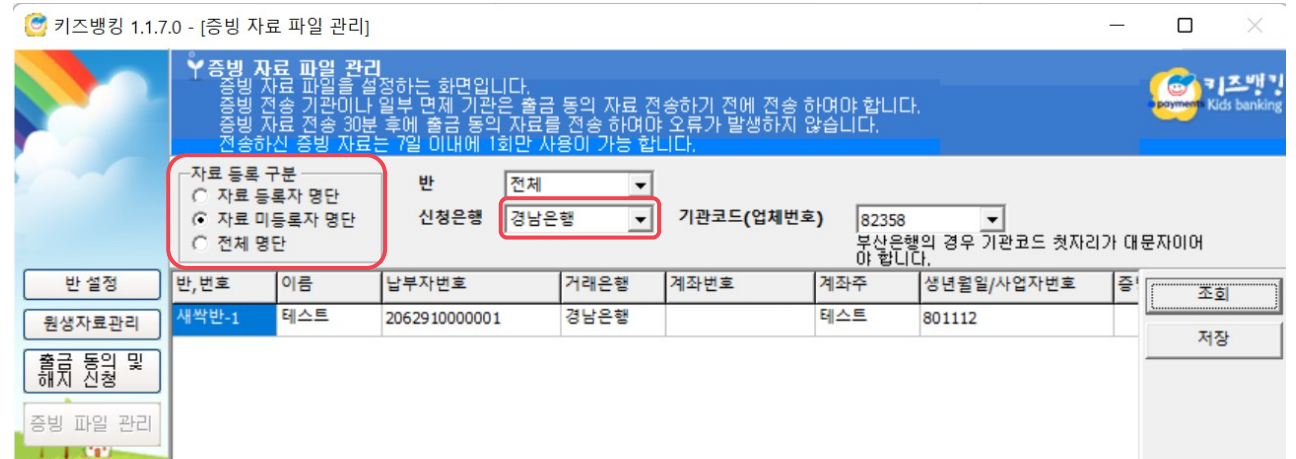 키즈뱅킹 1.1.7.0 - [증빙 자료 파일 관리]
증빙 자료 파일 관리
증빙 자료 파일을 설정하는 화면입니다.
증빙 전송 기관이나 일부 면제 기관은 출금 동의 자료 전송하기 전에 전송 하여야 합니다.
증빙 자료 전송 30분 후에 출금 동의 자료를 전송 하여야 오류가 발생하지 않습니다.
전송하신 증빙 자료는 7일 이내에 1회만 사용이 가능 합니다.
키즈뱅킹
payments Kids banking
자료 등록 구분
자료 등록자 명단
자료 미등록자 명단
전체 명단
반 전체
신청은행 경남은행 기관코드(업체번호) 82358
부산은행의 경우 기관코드 첫자리가 대문자이어
야 합니다.
반 설정
원생자료관리
출금 동의 및
해지 신청
증빙 파일 관리
반,번호 이름 납부자번호 거래은행 계좌번호 계좌주 생년월일/사업자번호
새싹반-1 테스트 2062910000001 경남은행 테스트 801112
조회
저장